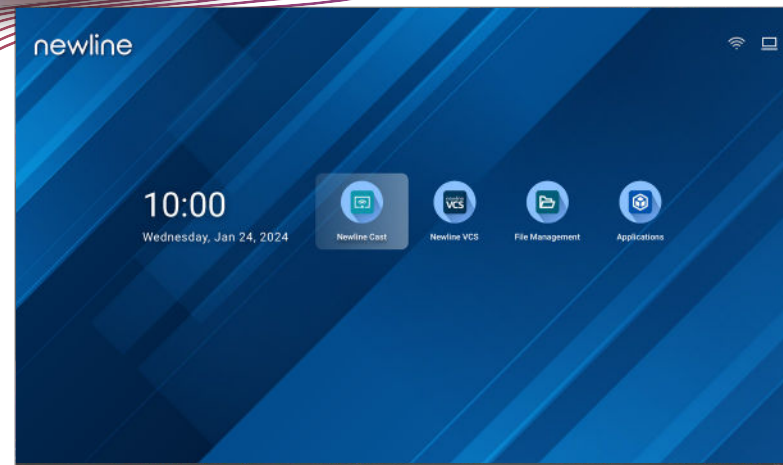 newline
10:00
Wednesday, Jan 24, 2024
Newline Cast
VCS
Newline VCS
File Management
Applications